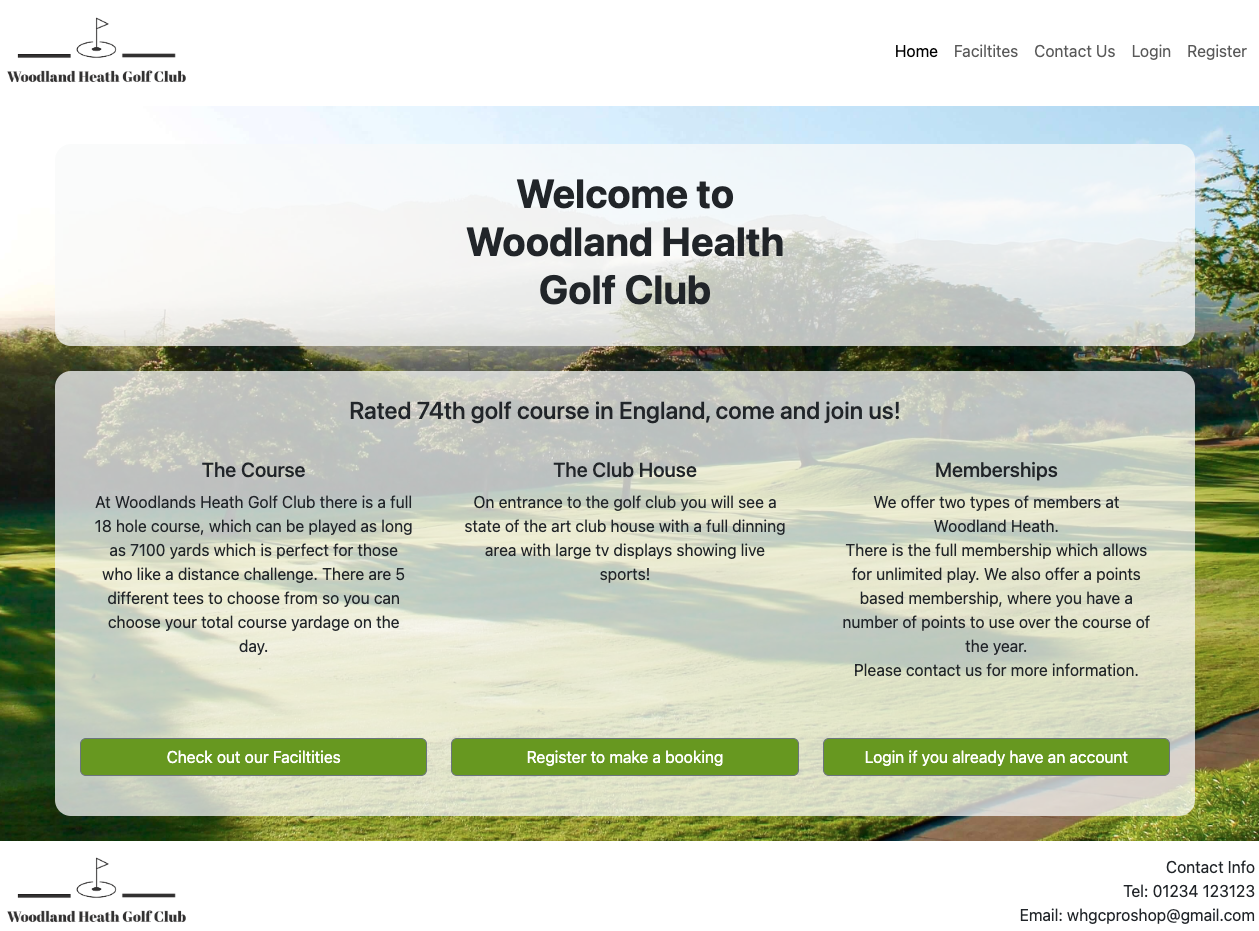 Woodland Heath Golf Club
Home Faciltites Contact Us Login Register
Welcome to
Woodland Health
Golf Club
Rated 74th golf course in England, come and join us!
The Course
At Woodlands Heath Golf Club there is a full
18 hole course, which can be played as long
as 7100 yards which is perfect for those
who like a distance challenge. There are 5
different tees to choose from so you can
choose your total course yardage on the
day.
The Club House
On entrance to the golf club you will see a
state of the art club house with a full dinning
area with large tv displays showing live
sports!
Memberships
We offer two types of members at
Woodland Heath.
There is the full membership which allows
for unlimited play. We also offer a points
based membership, where you have a
number of points to use over the course of
the year.
Please contact us for more information.
Check out our Faciltities
Register to make a booking
Login if you already have an account
Woodland Heath Golf Club
Contact Info
Tel: 01234 123123
Email: whgcproshop@gmail.com